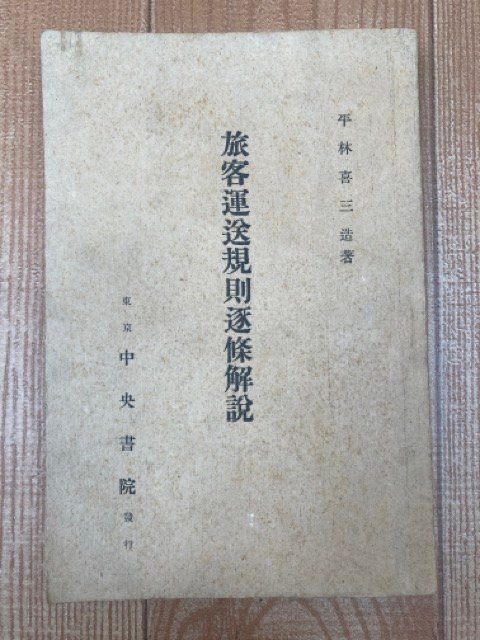 平林喜三造著
旅客運送規則逐條解說
東京 中央書院 發行